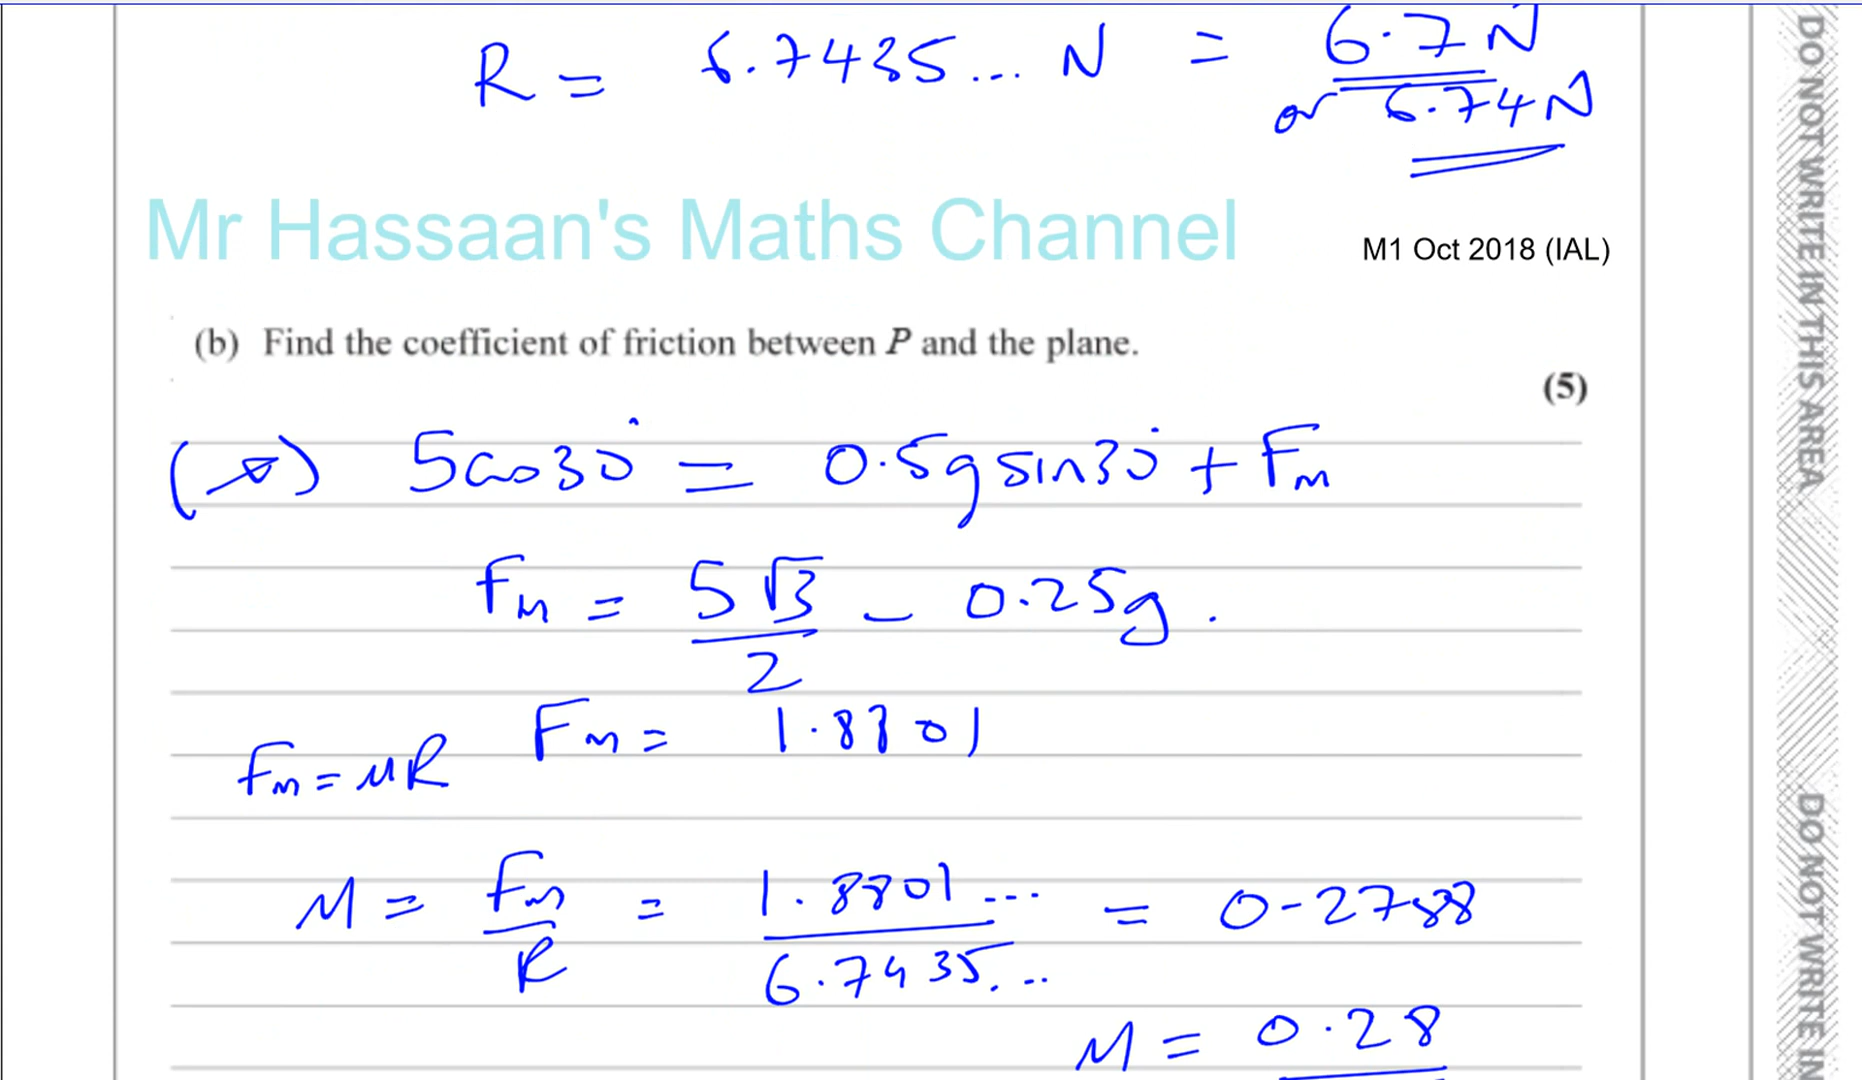 R = 6.7435... N = 6.7 N
or 6.74 N
Mr Hassaan's Maths Channel
M1 Oct 2018 (IAL)
(b) Find the coefficient of friction between P and the plane.
(5)
(↗) 5cos30° = 0.5g sin30° + Fm
Fm = 5√3/2 - 0.25g.
Fm = 1.8801
Fm = μR
μ = Fm/R = 1.8801.../6.7435... = 0.2788
μ = 0.28
DO NOT WRITE IN THIS AREA
DO NOT WRITE IN